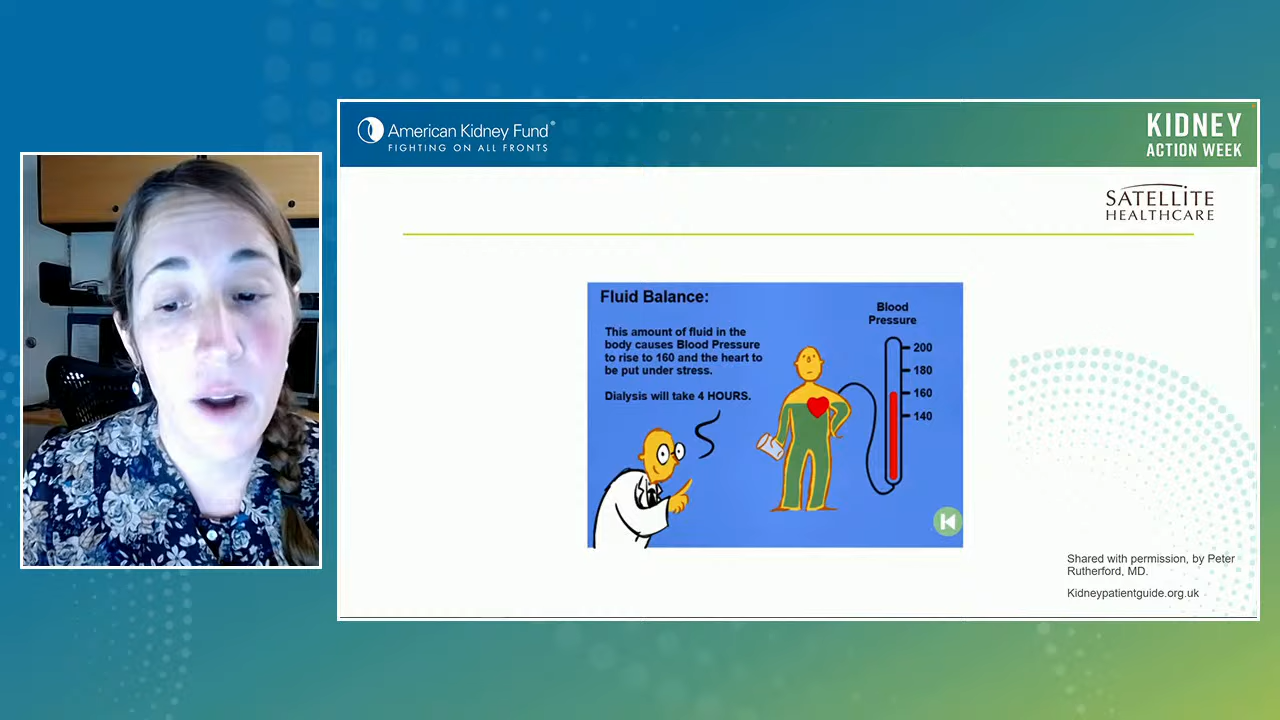 American Kidney Fund®
FIGHTING ON ALL FRONTS
KIDNEY
ACTION WEEK
SATELLITE
HEALTHCARE
Fluid Balance:
This amount of fluid in the
body causes Blood Pressure
to rise to 160 and the heart to
be put under stress.
Dialysis will take 4 HOURS.
Blood
Pressure
200
180
160
140
Shared with permission, by Peter
Rutherford, MD.
Kidneypatientguide.org.uk